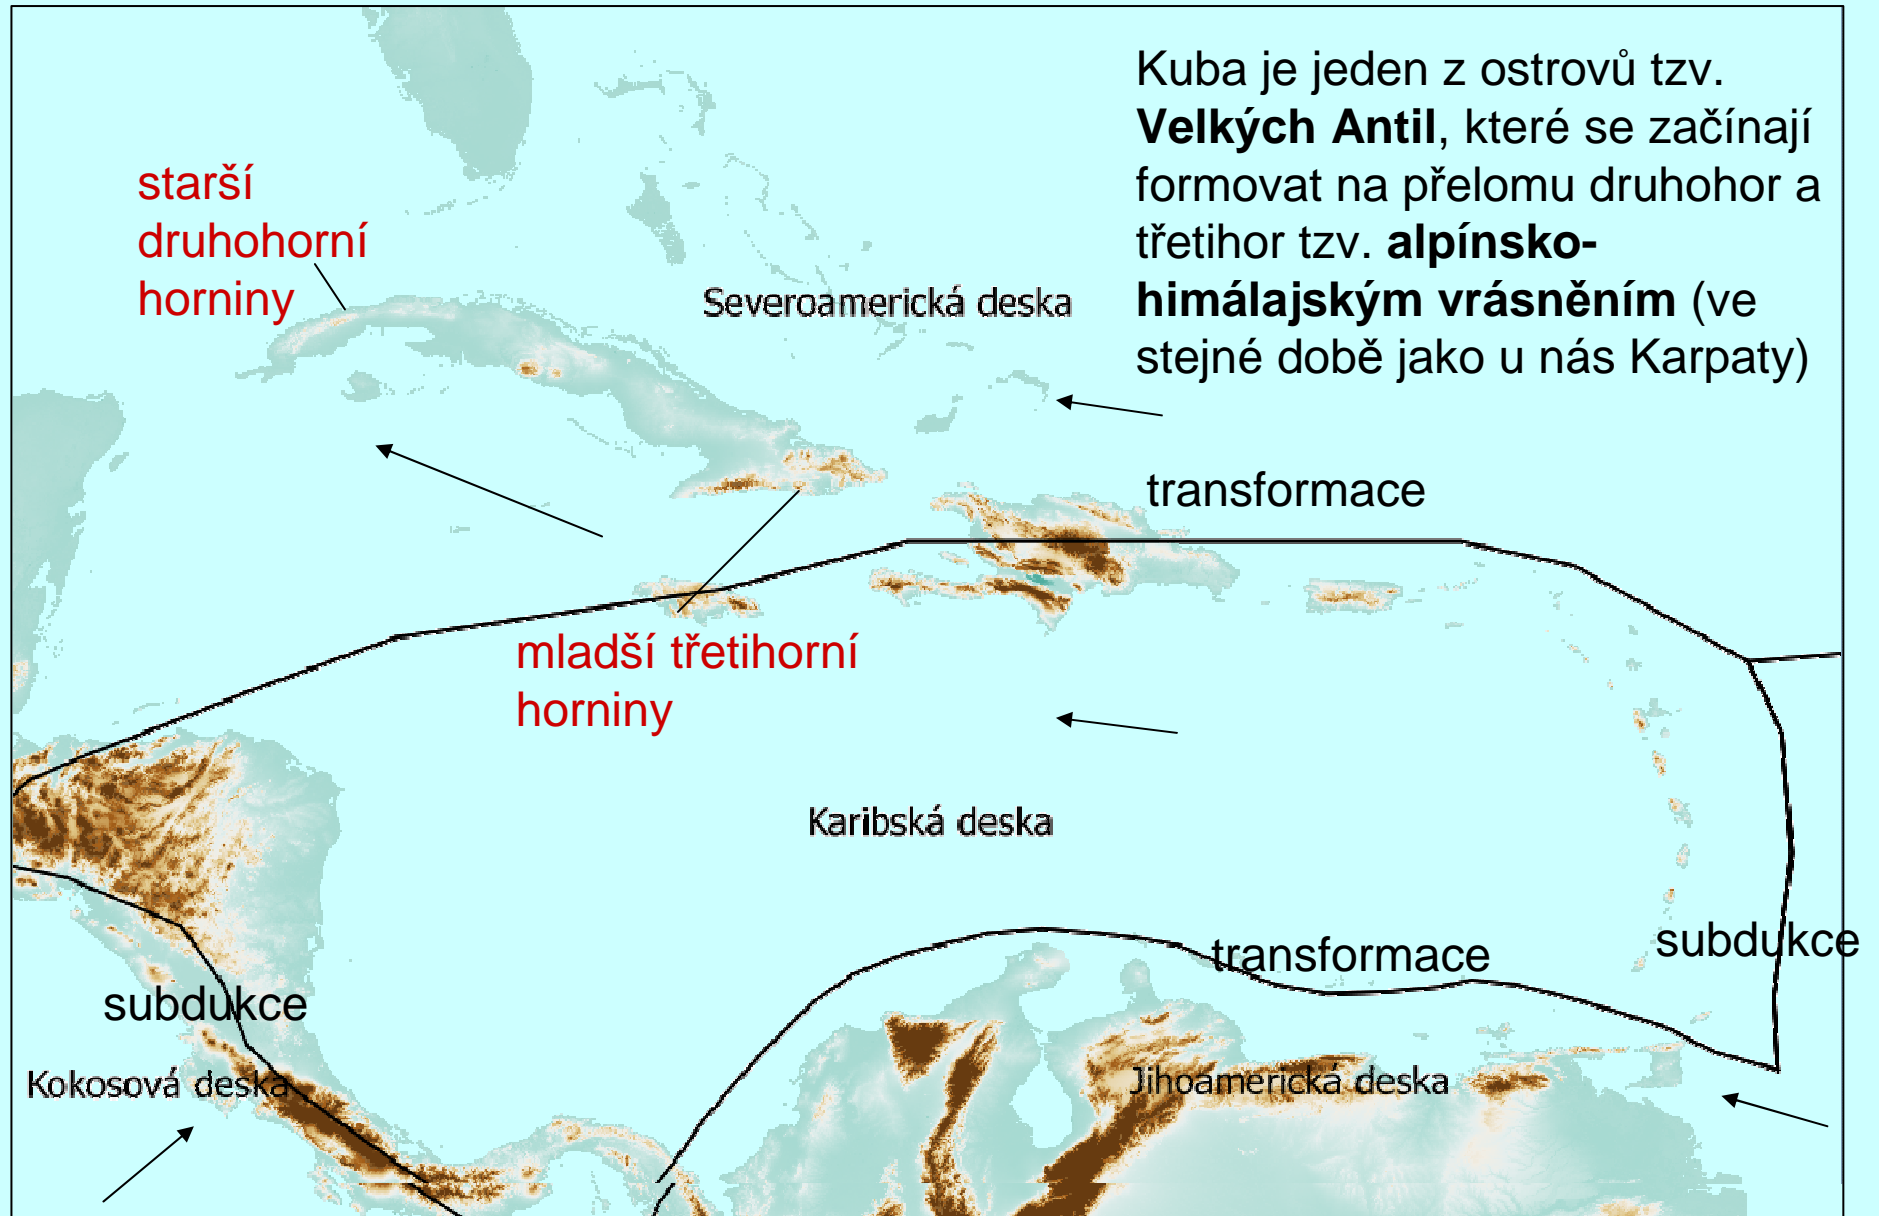 Kuba je jeden z ostrovů tzv.
Velkých Antil, které se začínají
formovat na přelomu druhohor a
třetihor tzv. alpínsko-
himálajským vrásněním (ve
stejné době jako u nás Karpaty)
starší
druhohorní
horniny
Severoamerická deska
transformace
mladší třetihorní
horniny
Karibská deska
transformace
subdukce
subdukce
Kokosová deska
Jihoamerická deska